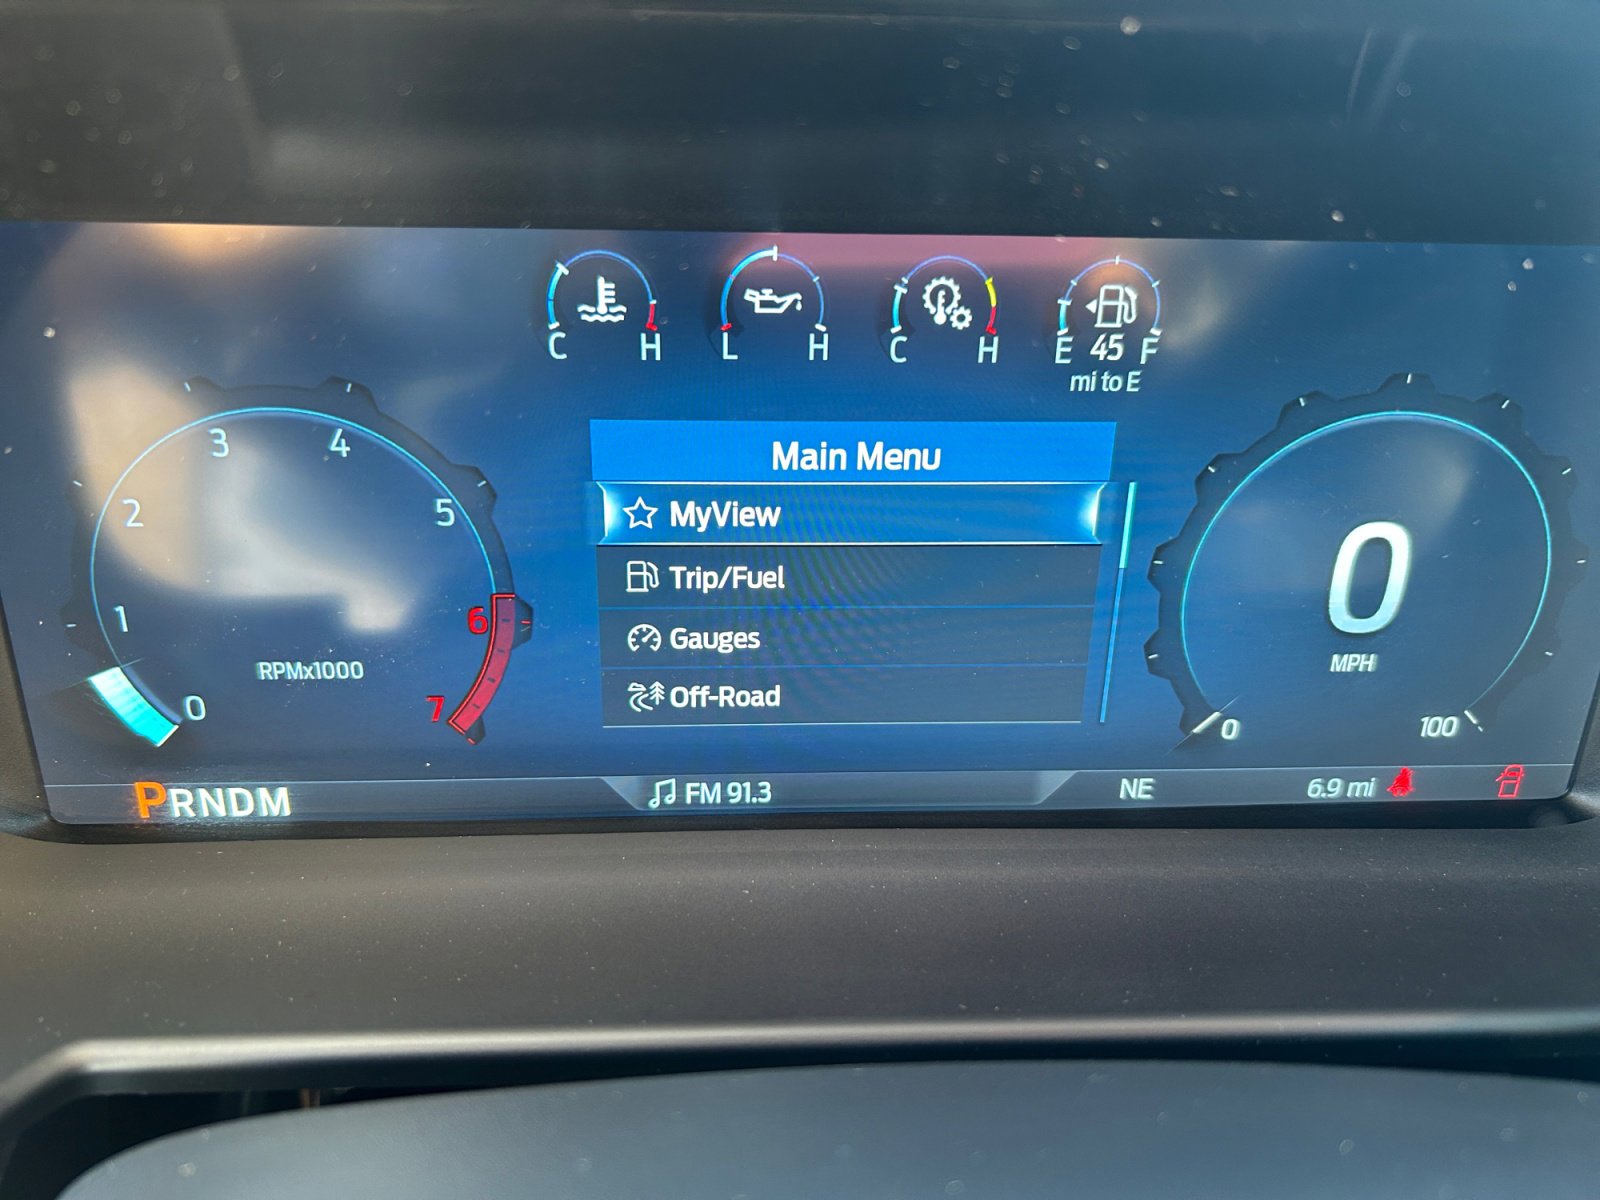 C H
L H
C H
E 45 F
mi to E
0
1
2
3
4
5
6
7
RPMx1000
Main Menu
MyView
Trip/Fuel
Gauges
Off-Road
0
MPH
0
100
PRNDM
FM 91.3
NE
6.9 mi